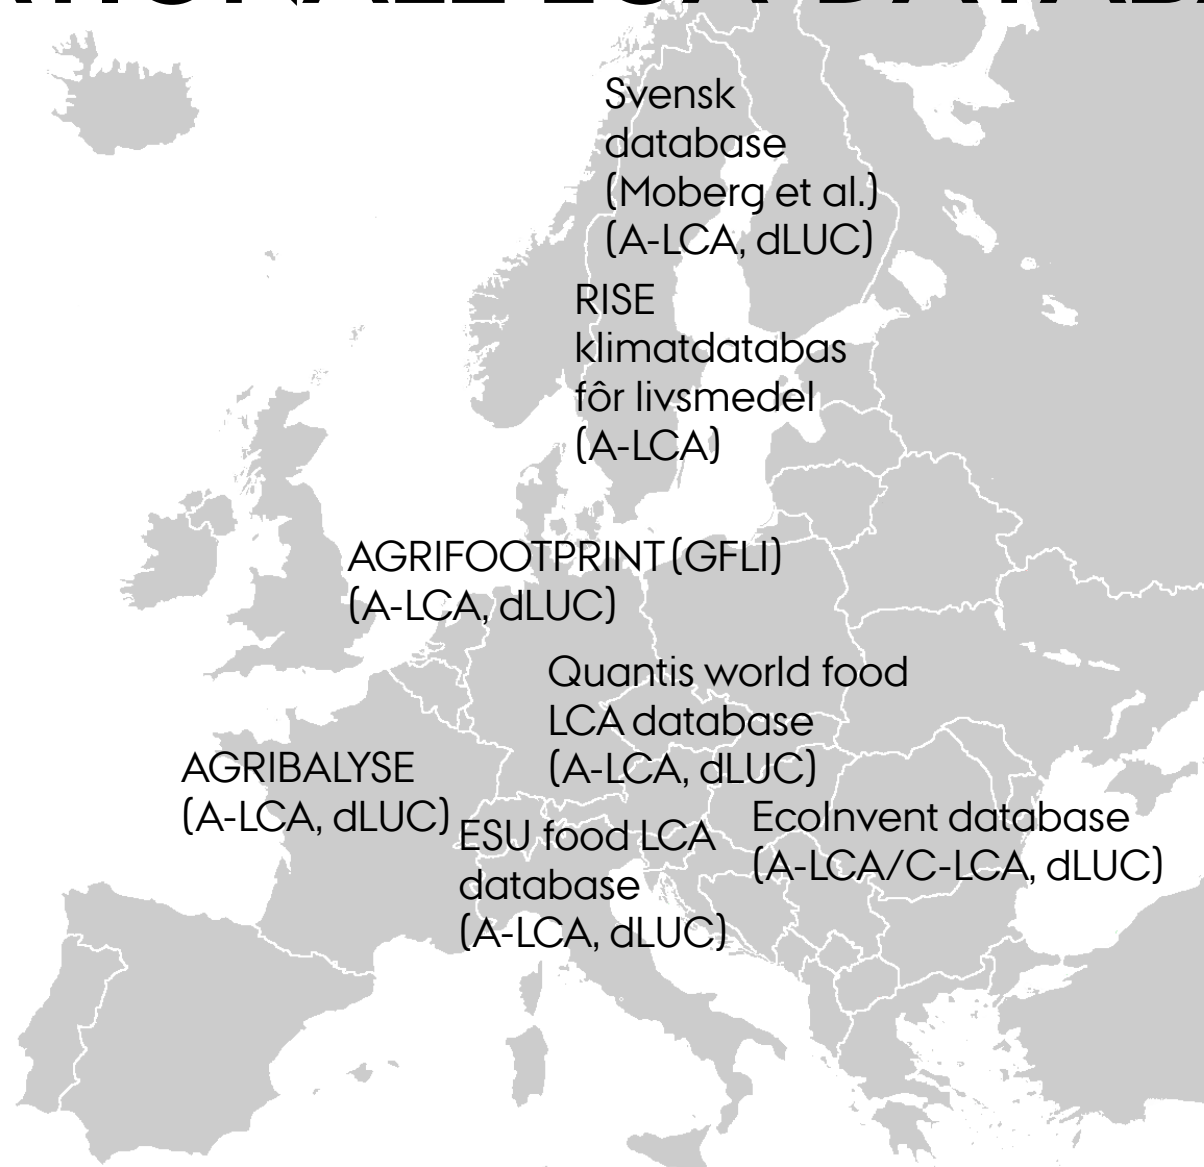 Svensk
database
(Moberg et al.)
(A-LCA, dLUC)
RISE
klimatdatabas
fôr livsmedel
(A-LCA)
AGRIFOOTPRINT (GFLI)
(A-LCA, dLUC)
Quantis world food
LCA database
(A-LCA, dLUC)
AGRIBALYSE
(A-LCA, dLUC)
ESU food LCA
database
(A-LCA, dLUC)
EcoInvent database
(A-LCA/C-LCA, dLUC)